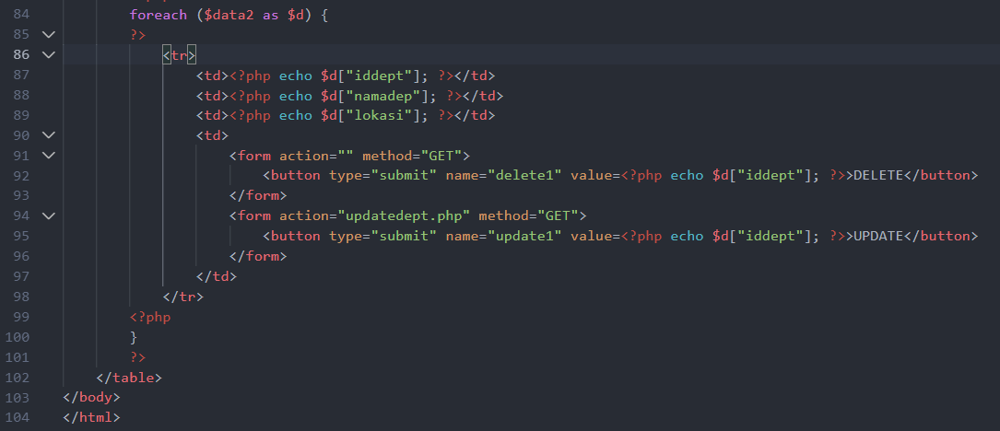 84 foreach ($data2 as $d) {
85 ?>
86 <tr>
87 <td><?php echo $d["iddept"]; ?></td>
88 <td><?php echo $d["namadep"]; ?></td>
89 <td><?php echo $d["lokasi"]; ?></td>
90 <td>
91 <form action="" method="GET">
92 <button type="submit" name="delete1" value=<?php echo $d["iddept"]; ?>>DELETE</button>
93 </form>
94 <form action="updatedept.php" method="GET">
95 <button type="submit" name="update1" value=<?php echo $d["iddept"]; ?>>UPDATE</button>
96 </form>
97 </td>
98 </tr>
99 <?php
100 }
101 ?>
102 </table>
103 </body>
104 </html>